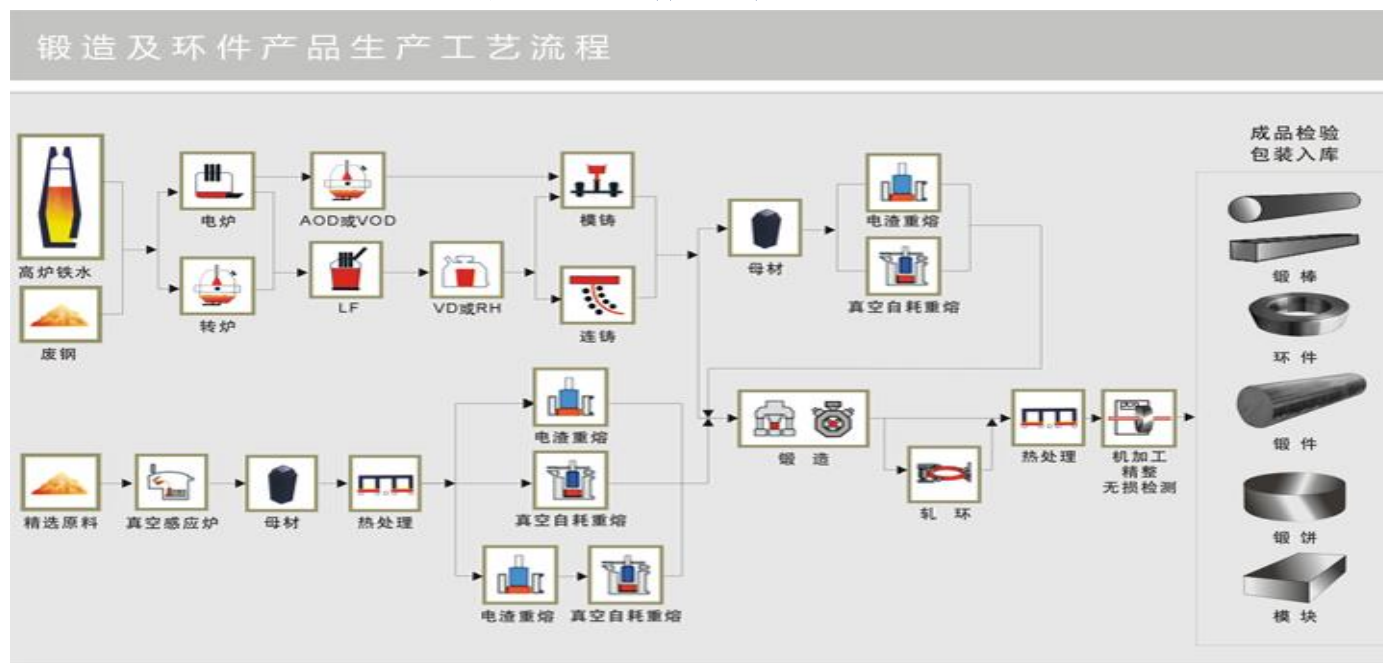 锻造及环件产品生产工艺流程
成品检验
包装入库
高炉铁水
废钢
电炉
转炉
AOD或VOD
LF
VD或RH
模铸
连铸
母材
电渣重熔
真空自耗重熔
精选原料
真空感应炉
母材
热处理
电渣重熔
真空自耗重熔
电渣重熔
真空自耗重熔
锻 造
轧 环
热处理
机加工
精整
无损检测
锻 棒
环 件
锻 件
锻 饼
模 块